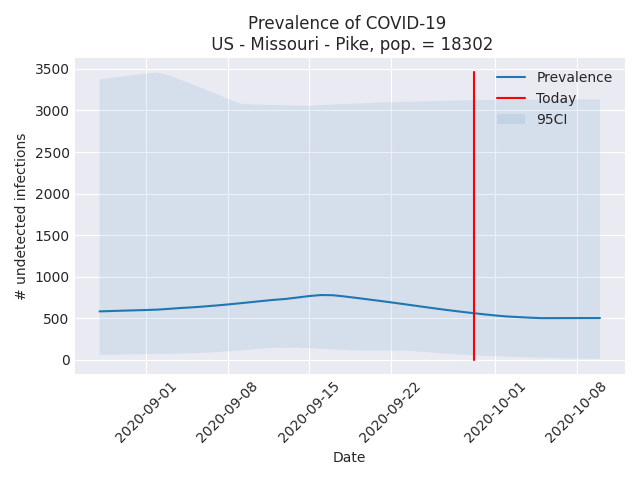 Prevalence of COVID-19
US - Missouri - Pike, pop. = 18302
# undetected infections
3500
3000
2500
2000
1500
1000
500
0
Prevalence
Today
95CI
2020-09-01
2020-09-08
2020-09-15
2020-09-22
2020-10-01
2020-10-08
Date